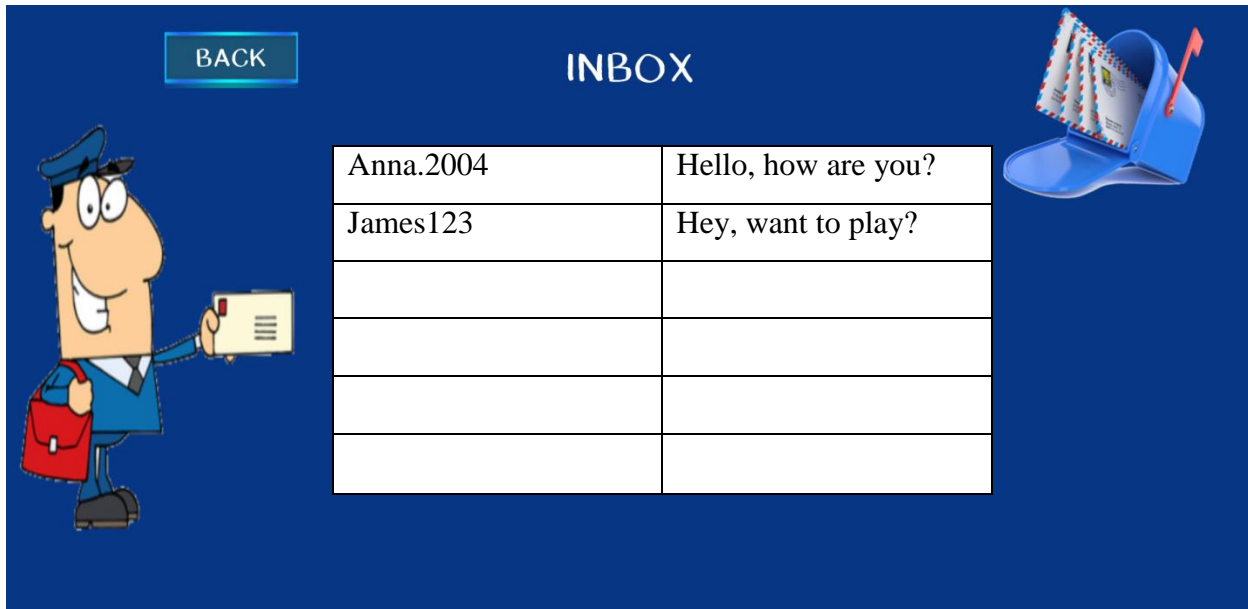 BACK
INBOX
Anna.2004 Hello, how are you?
James123 Hey, want to play?